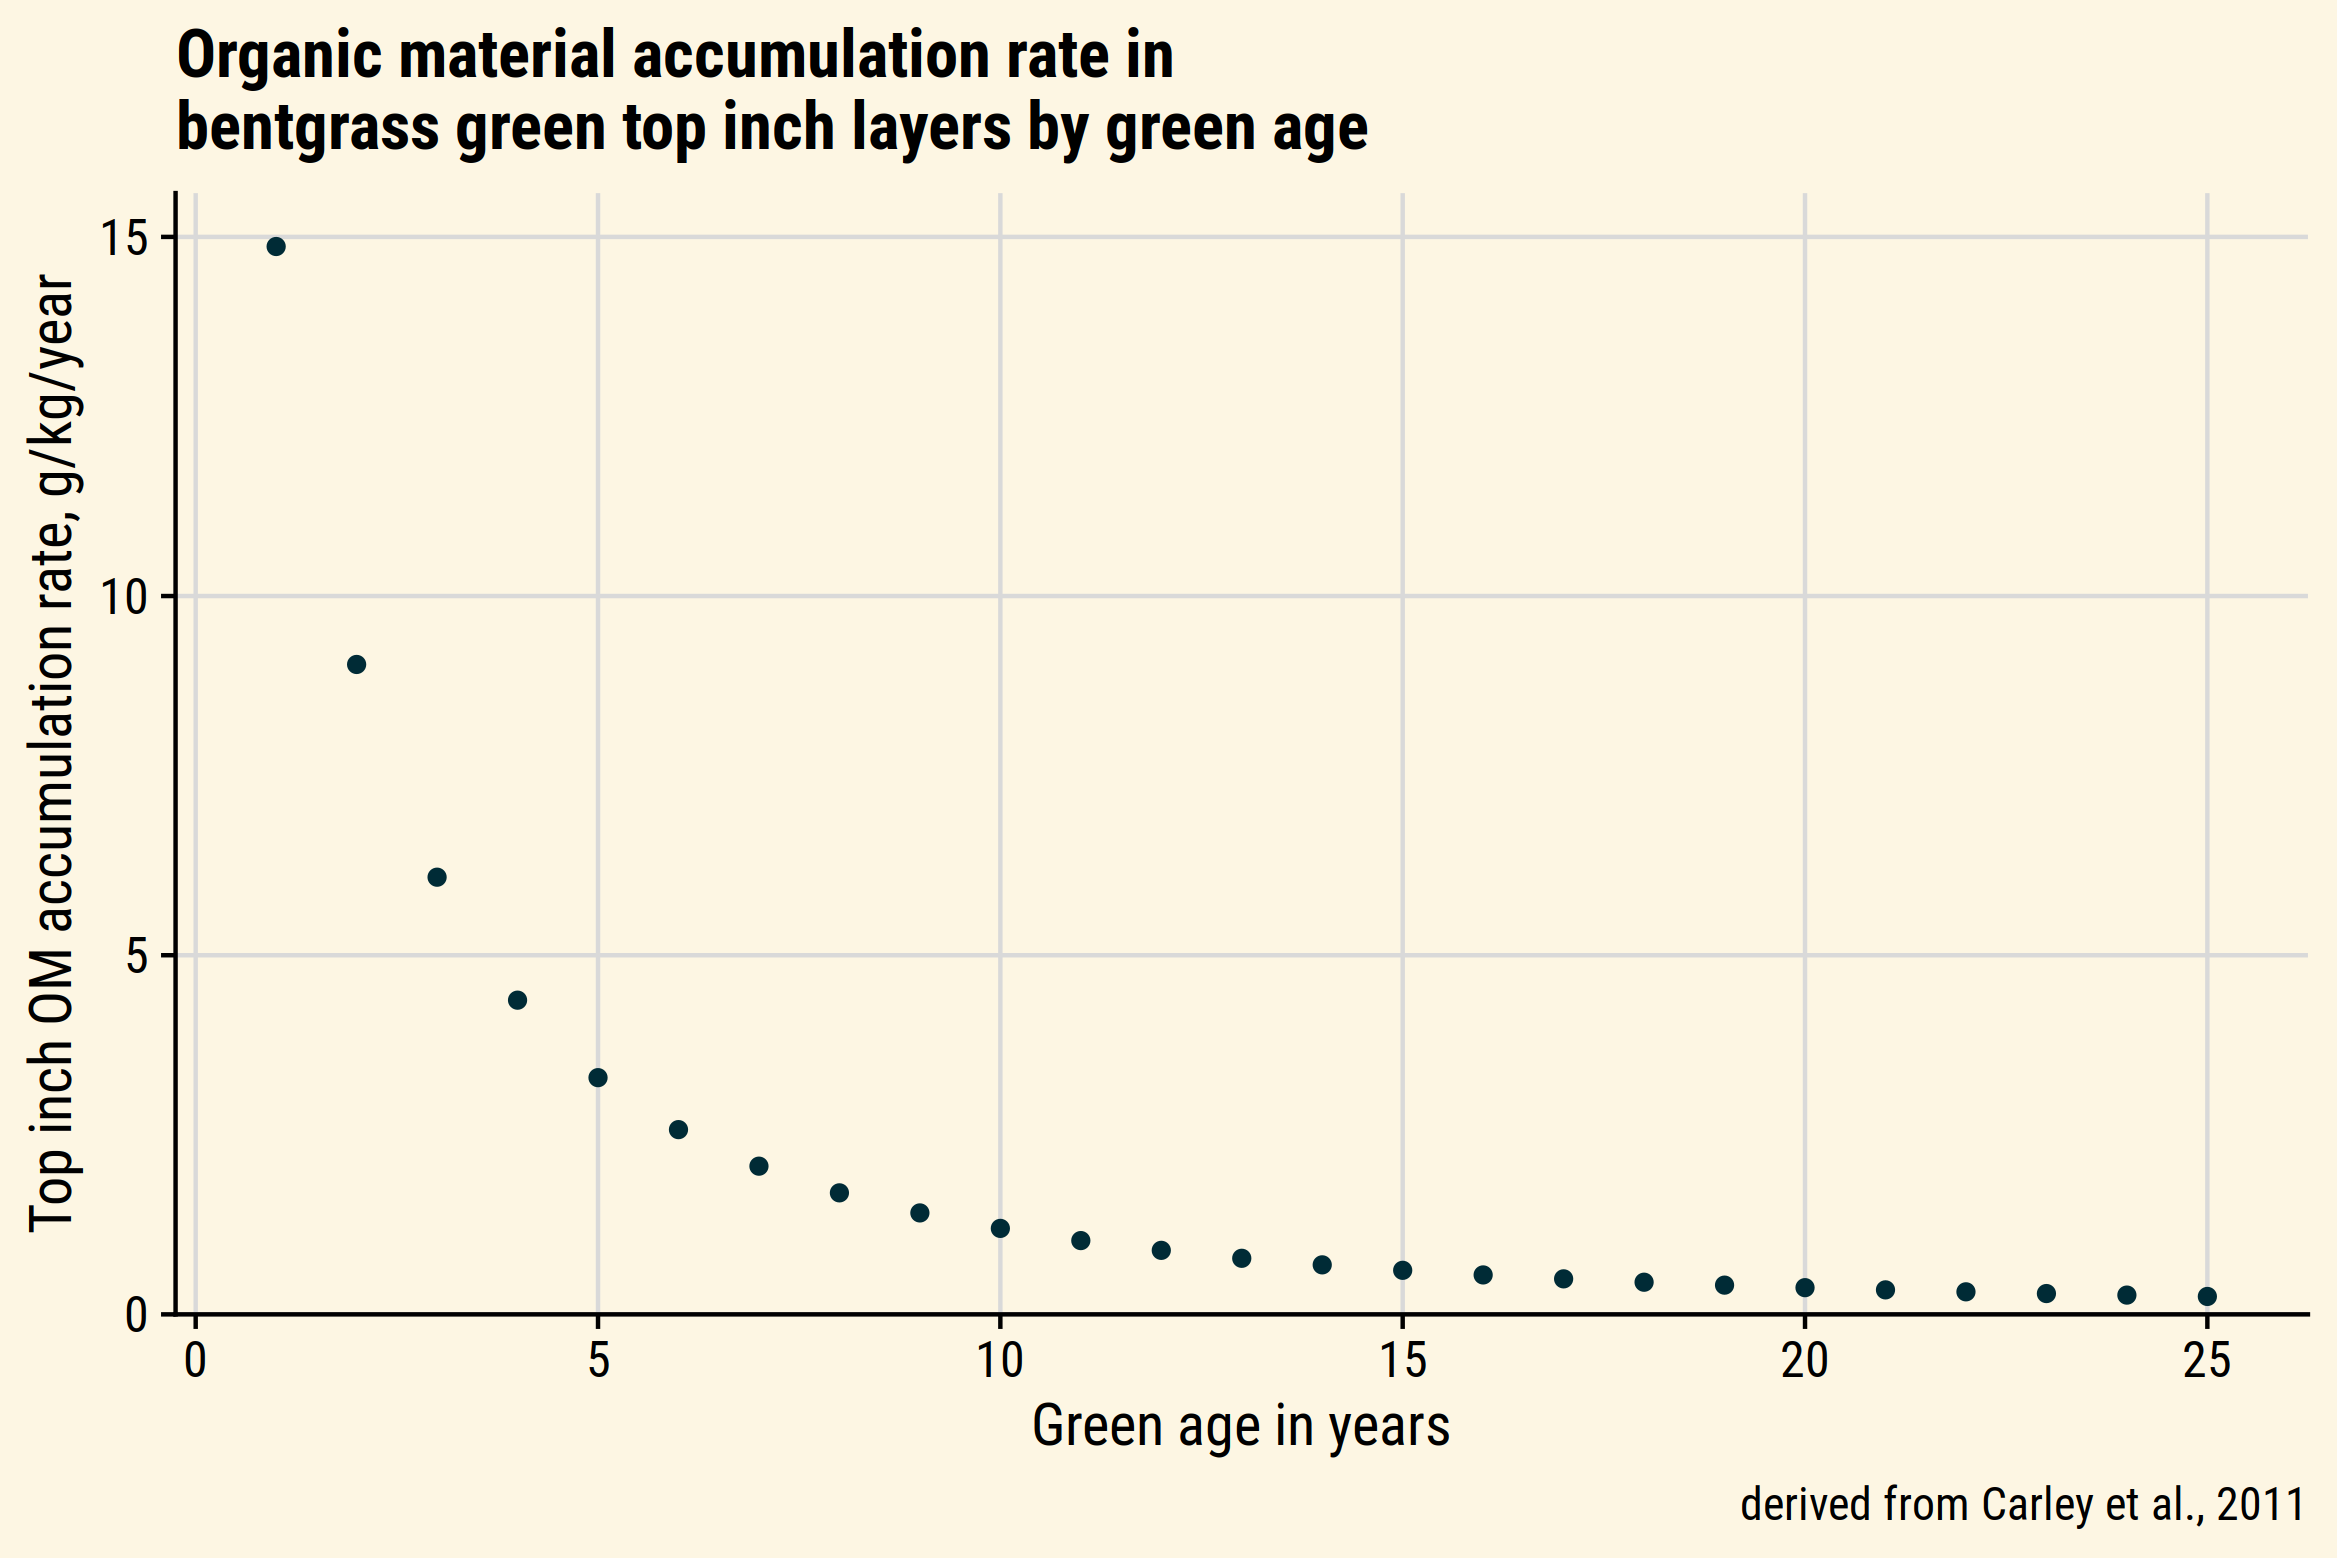 Organic material accumulation rate in
bentgrass green top inch layers by green age
Top inch OM accumulation rate, g/kg/year
15
10
5
0
0
5
10
15
20
25
Green age in years
derived from Carley et al., 2011